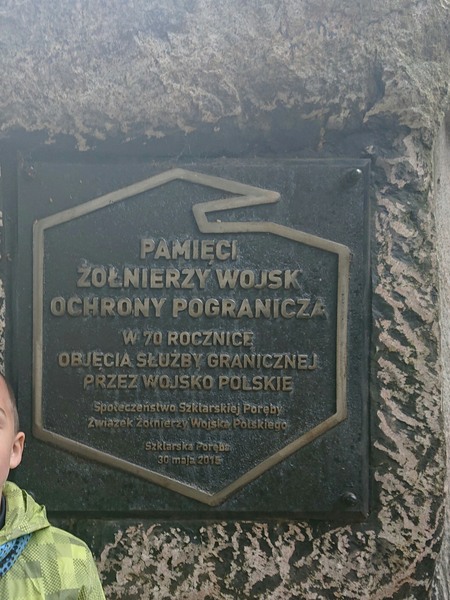 PAMIĘCI
ŻOŁNIERZY WOJSK
OCHRONY POGRANICZA
W 70 ROCZNICĘ
OBJĘCIA SŁUŻBY GRANICZNEJ
PRZEZ WOJSKO POLSKIE
Społeczeństwo Szklarskiej Poręby
Związek Żołnierzy Wojska Polskiego
Szklarska Poręba
30 maja 2015